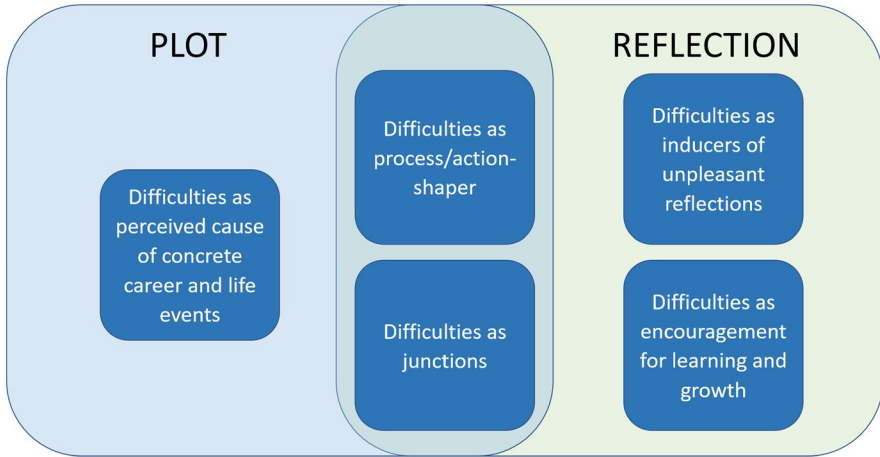 PLOT
REFLECTION
Difficulties as
perceived cause
of concrete
career and life
events
Difficulties as
process/action-
shaper
Difficulties as
junctions
Difficulties as
inducers of
unpleasant
reflections
Difficulties as
encouragement
for learning and
growth